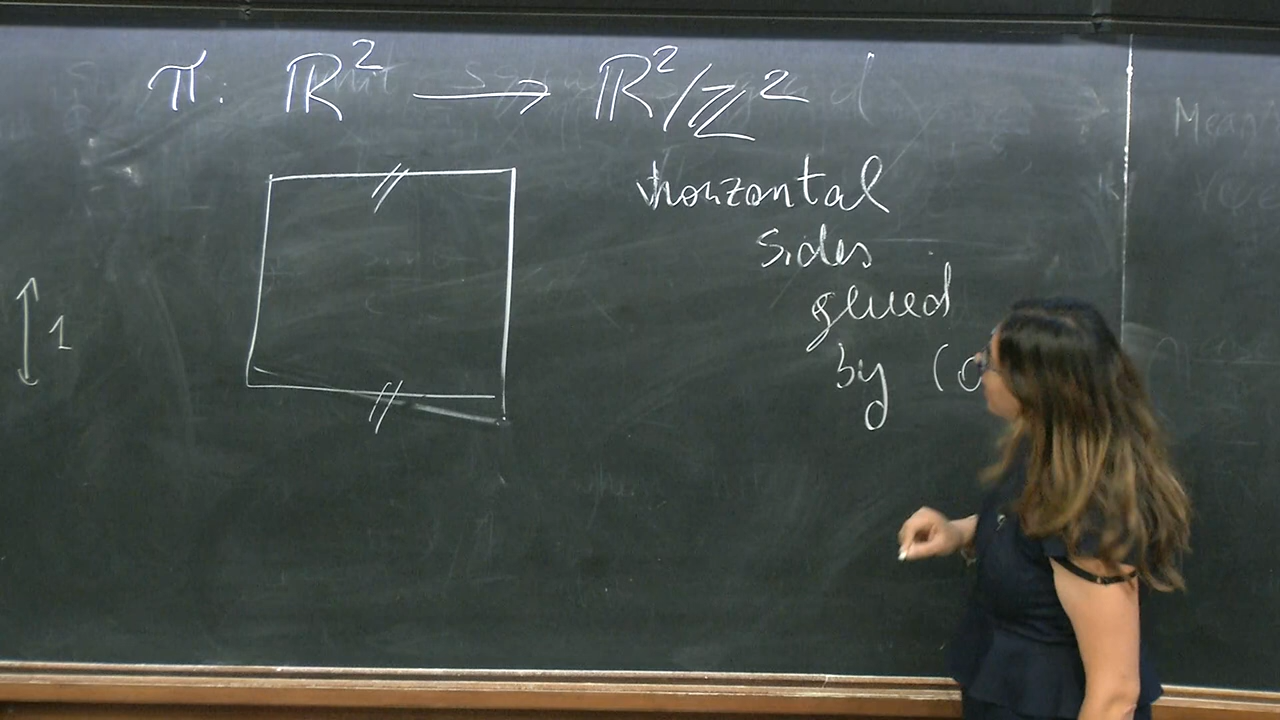 π: ℝ² ⟶ ℝ²/ℤ²
horizontal
sides
glued
by (0
1